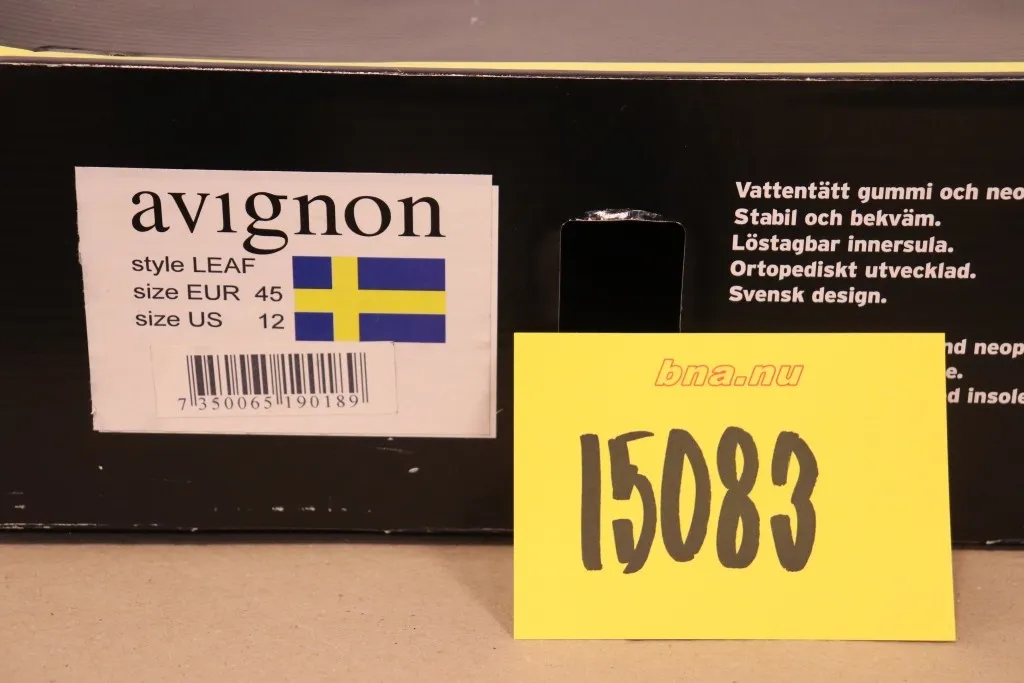 avignon
style LEAF
size EUR 45
size US 12
7 350065 190189
Vattentätt gummi och
Stabil och bekväm.
Löstagbar innersula.
Ortopediskt utvecklad.
Svensk design.
bna.nu
15083